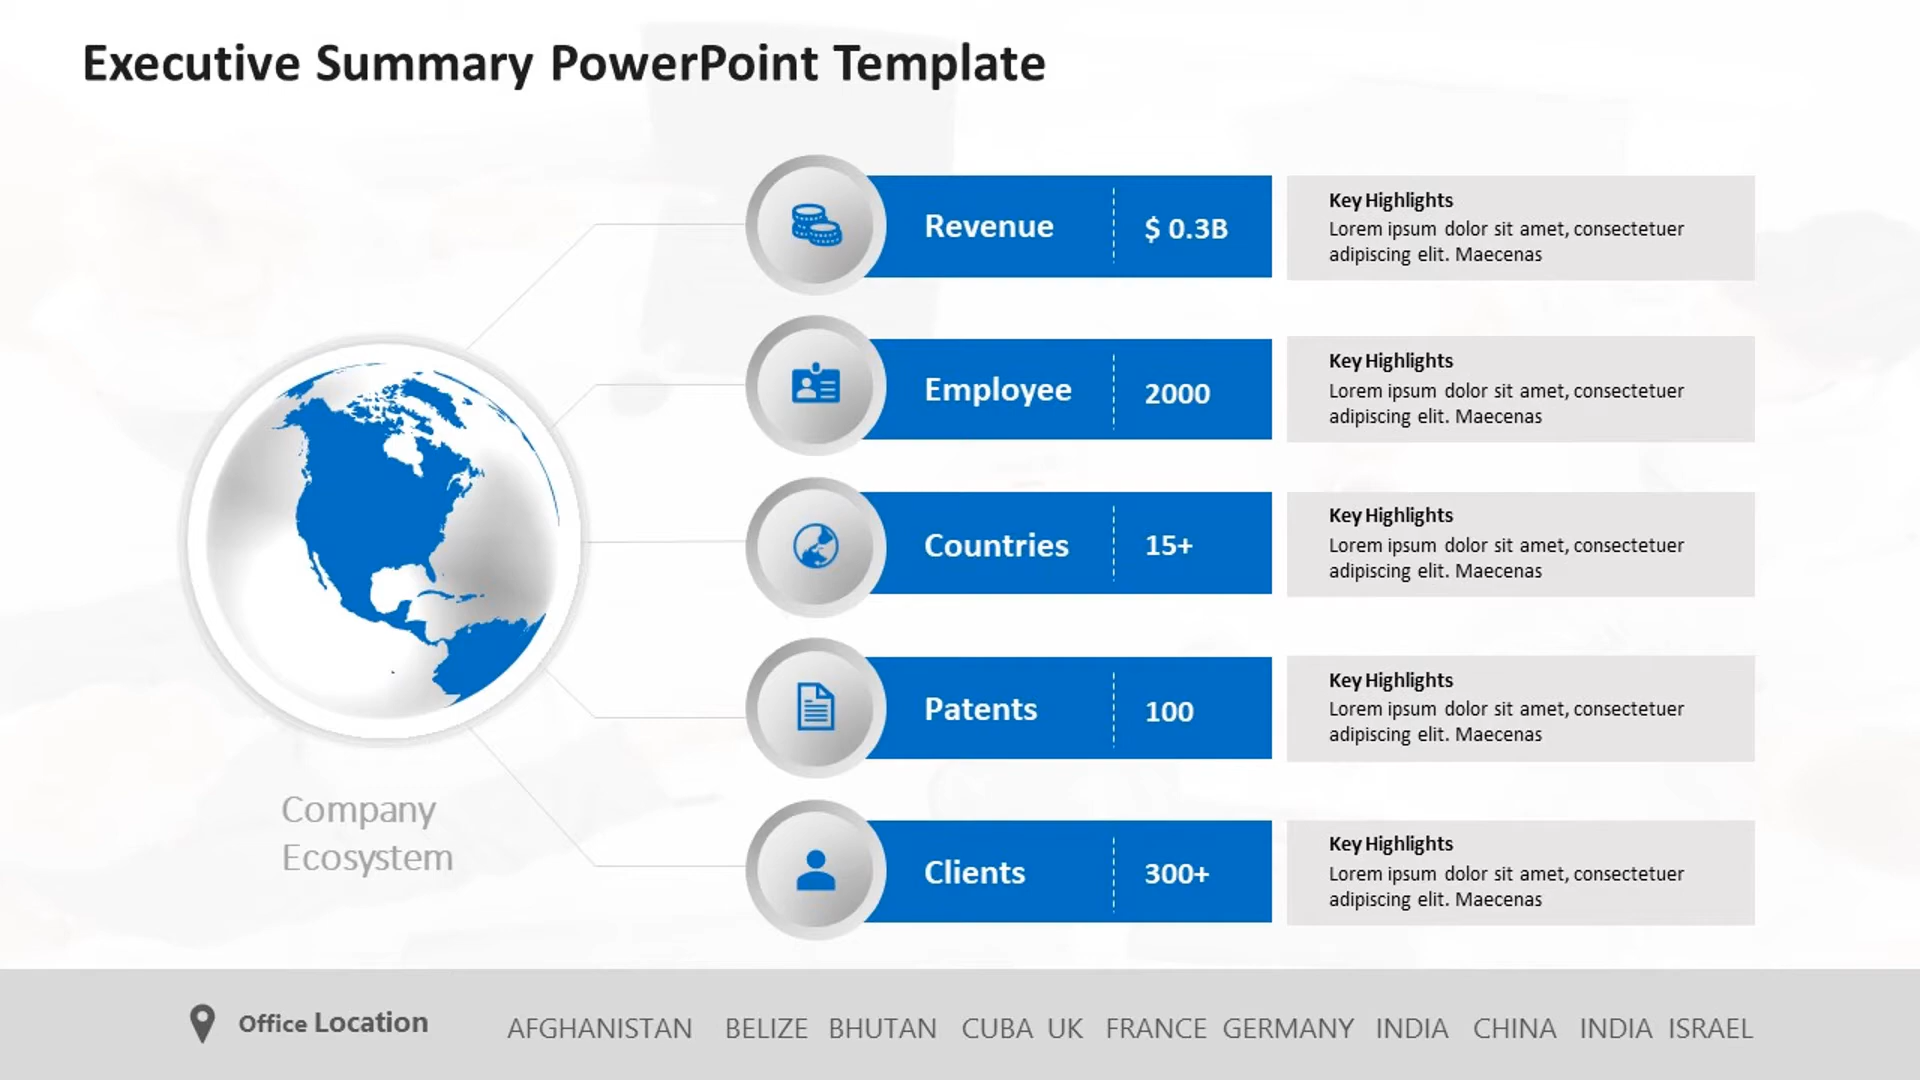 Executive Summary PowerPoint Template
Revenue
$ 0.3B
Key Highlights
Lorem ipsum dolor sit amet, consectetuer
adipiscing elit. Maecenas
Employee
2000
Key Highlights
Lorem ipsum dolor sit amet, consectetuer
adipiscing elit. Maecenas
Countries
15+
Key Highlights
Lorem ipsum dolor sit amet, consectetuer
adipiscing elit. Maecenas
Patents
100
Key Highlights
Lorem ipsum dolor sit amet, consectetuer
adipiscing elit. Maecenas
Clients
300+
Key Highlights
Lorem ipsum dolor sit amet, consectetuer
adipiscing elit. Maecenas
Company
Ecosystem
Office Location
AFGHANISTAN BELIZE BHUTAN CUBA UK FRANCE GERMANY INDIA CHINA INDIA ISRAEL